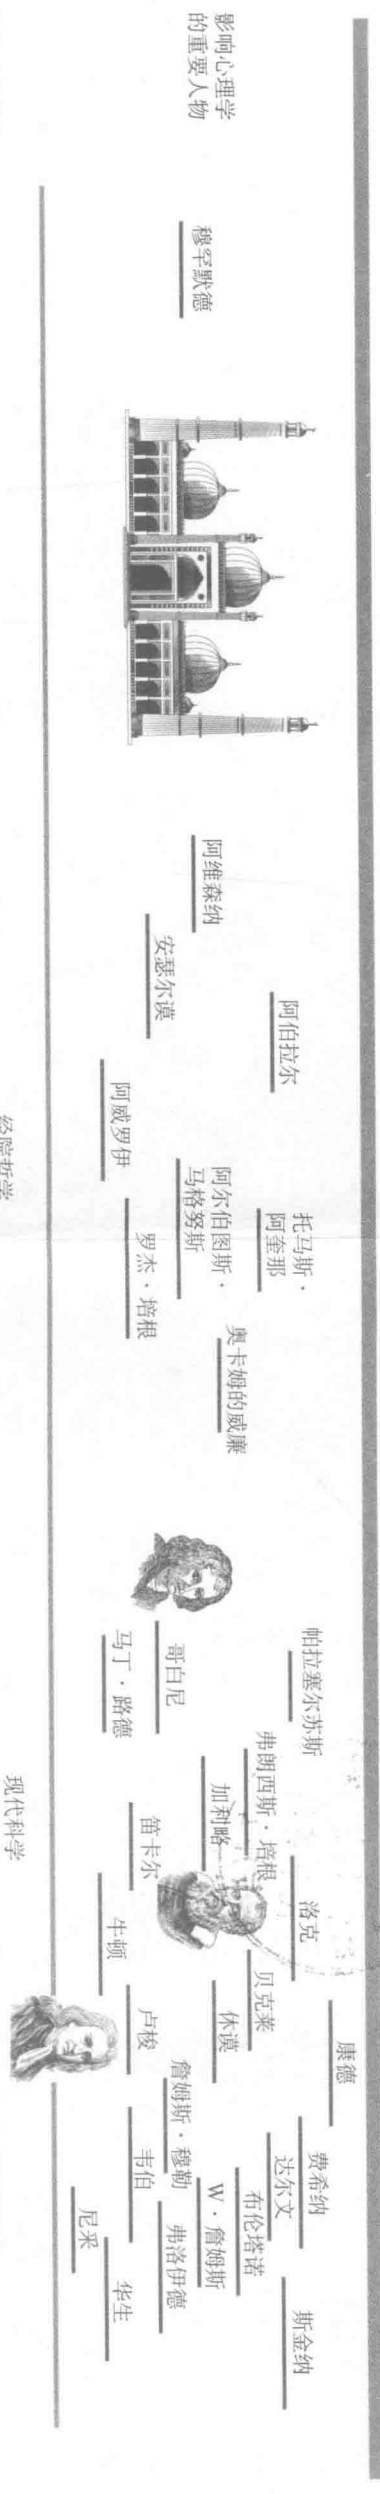 影响心理学
的重要人物
穆罕默德
阿维森纳
安瑟尔谟
阿伯拉尔
阿威罗伊
阿尔伯图斯·
马格努斯
托马斯·
阿奎那
罗杰·培根
奥卡姆的威廉
经院哲学
哥白尼
马丁·路德
帕拉塞尔苏斯
弗朗西斯·培根
加利略
笛卡尔
洛克
牛顿
现代科学
贝克莱
休谟
卢梭
康德
詹姆斯·穆勒
费希纳
达尔文
韦伯
布伦塔诺
W·詹姆斯
尼采
弗洛伊德
华生
斯金纳